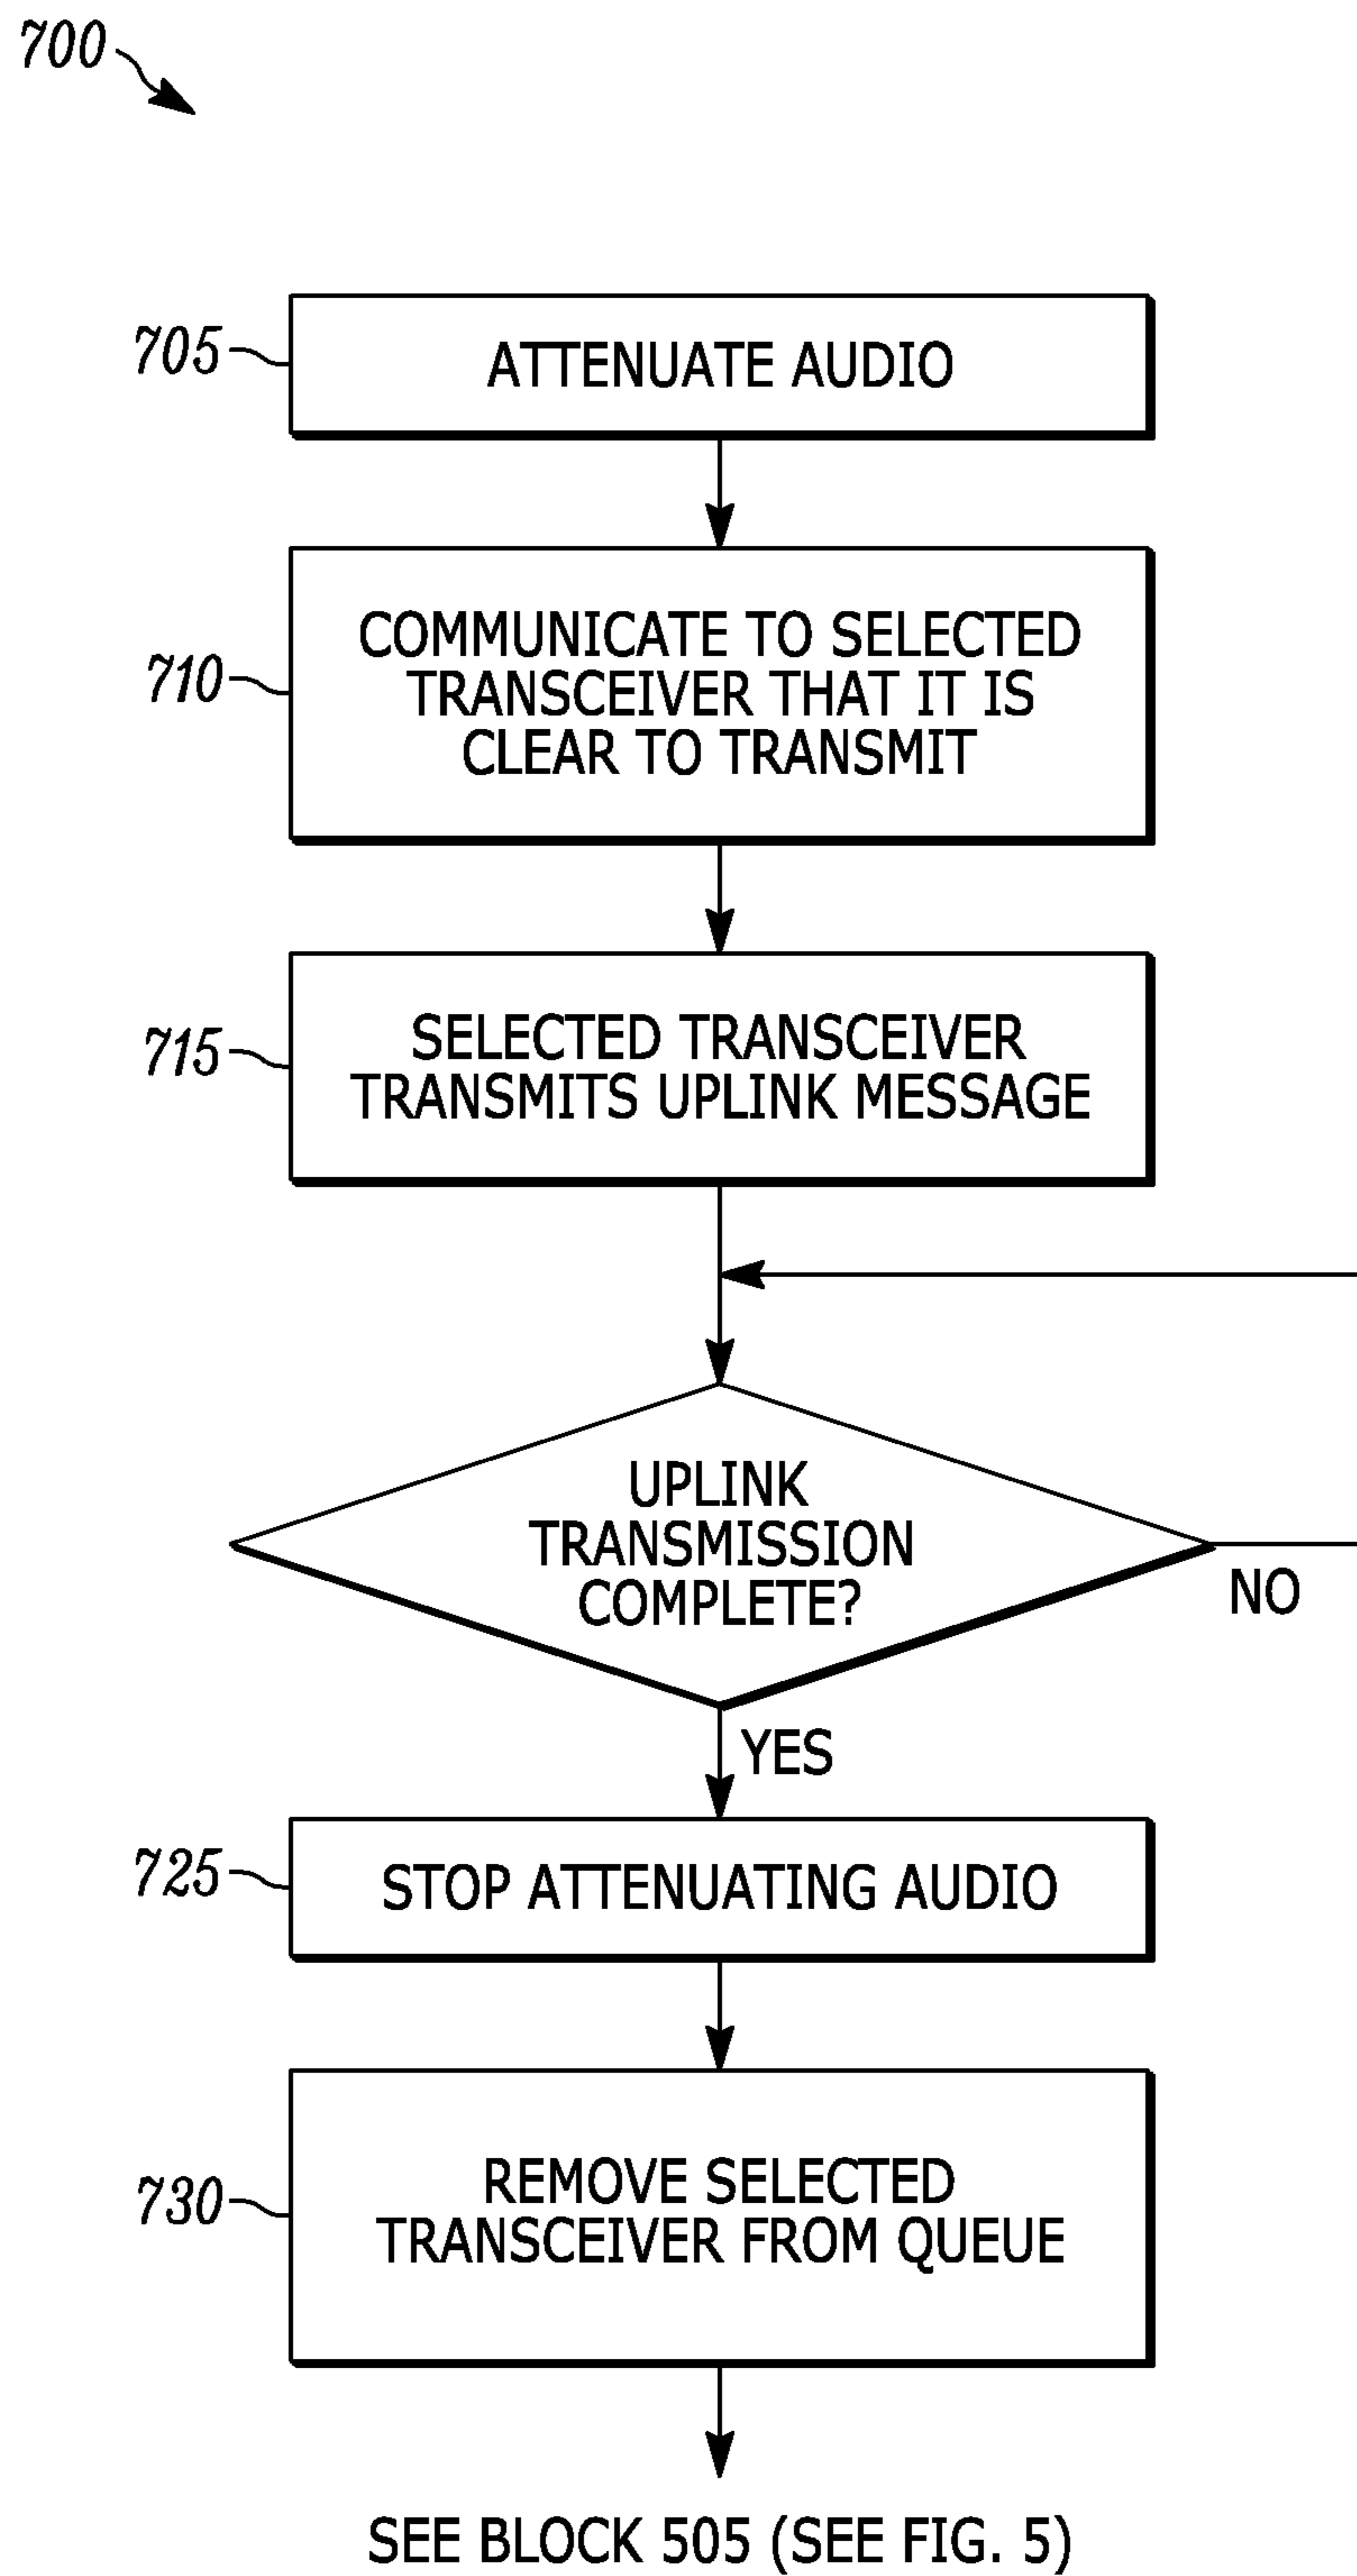 700
705
ATTENUATE AUDIO
710
COMMUNICATE TO SELECTED
TRANSCEIVER THAT IT IS
CLEAR TO TRANSMIT
715
SELECTED TRANSCEIVER
TRANSMITS UPLINK MESSAGE
UPLINK
TRANSMISSION
COMPLETE?
NO
YES
725
STOP ATTENUATING AUDIO
730
REMOVE SELECTED
TRANSCEIVER FROM QUEUE
SEE BLOCK 505 (SEE FIG. 5)